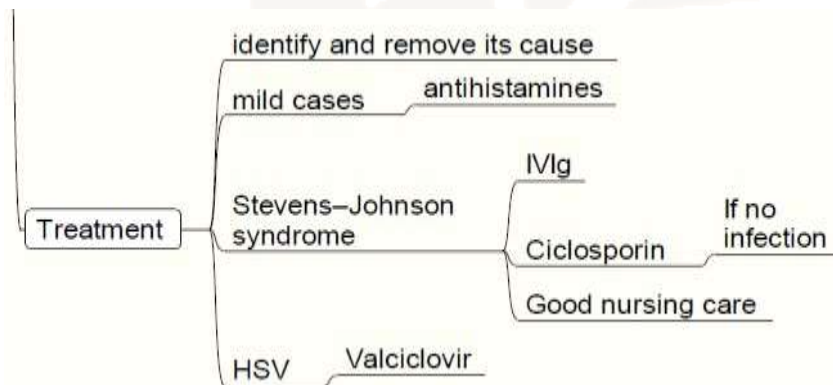 identify and remove its cause
mild cases
antihistamines
Treatment
Stevens–Johnson
syndrome
IVIg
Ciclosporin
If no
infection
Good nursing care
HSV
Valciclovir